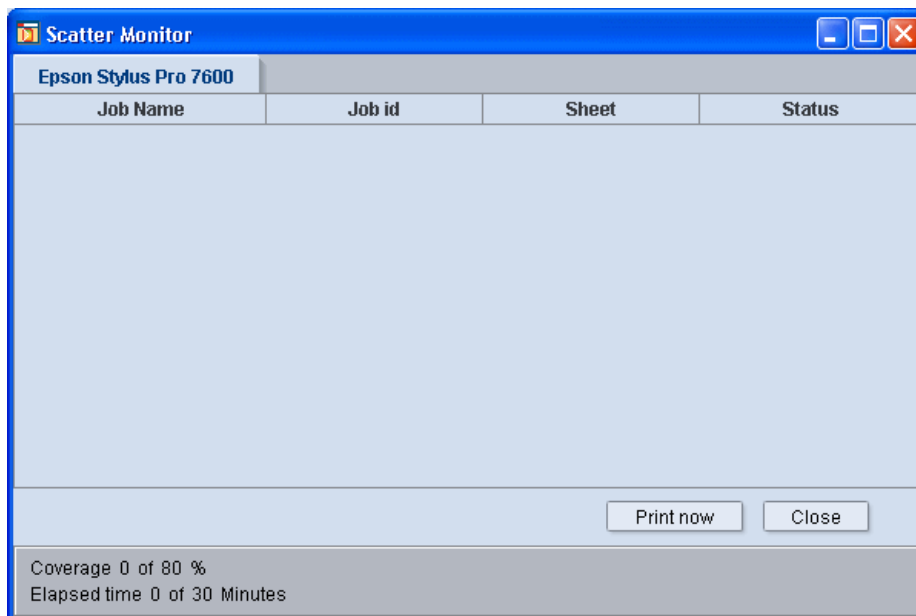 Scatter Monitor
Epson Stylus Pro 7600
Job Name Job id Sheet Status
Print now Close
Coverage 0 of 80 %
Elapsed time 0 of 30 Minutes